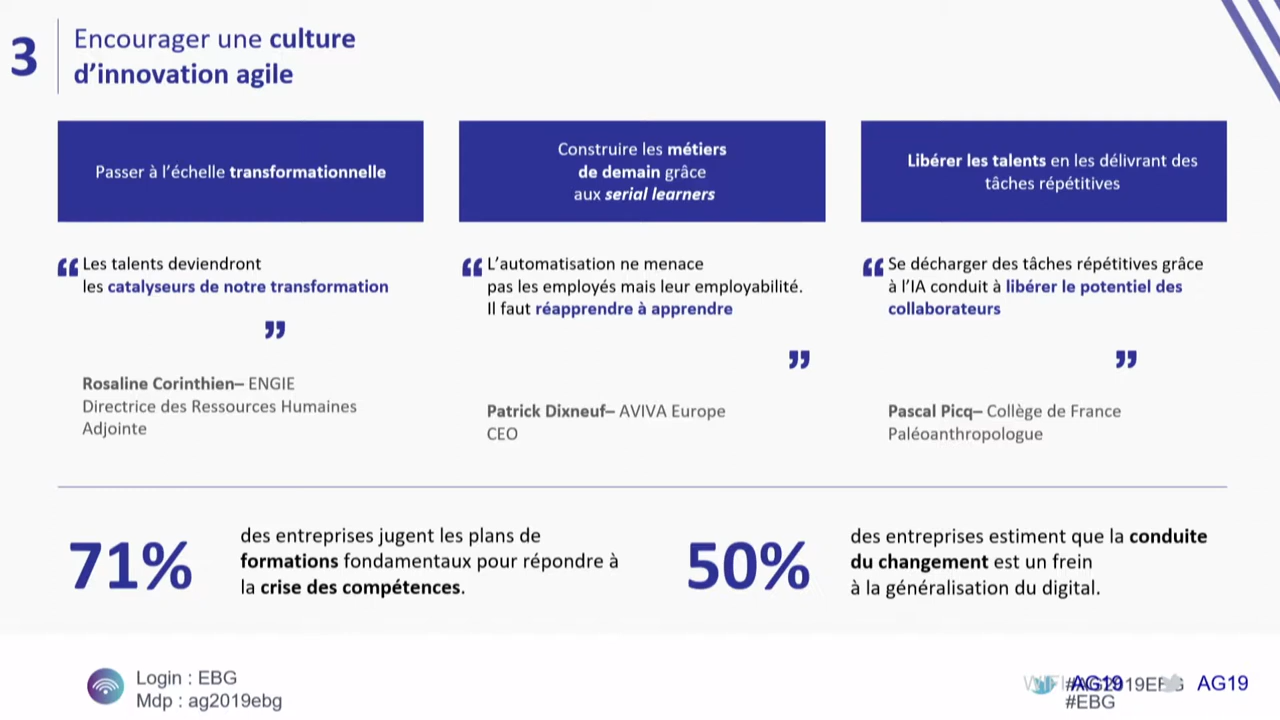 3
Encourager une culture
d’innovation agile
Passer à l’échelle transformationnelle
Construire les métiers
de demain grâce
aux serial learners
Libérer les talents en les délivrant des
tâches répétitives
“ Les talents deviendront
les catalyseurs de notre transformation
”
Rosaline Corinthien– ENGIE
Directrice des Ressources Humaines
Adjointe
“ L’automatisation ne menace
pas les employés mais leur employabilité.
Il faut réapprendre à apprendre
”
Patrick Dixneuf– AVIVA Europe
CEO
“ Se décharger des tâches répétitives grâce
à l’IA conduit à libérer le potentiel des
collaborateurs
”
Pascal Picq– Collège de France
Paléoanthropologue
71%
des entreprises jugent les plans de
formations fondamentaux pour répondre à
la crise des compétences.
50%
des entreprises estiment que la conduite
du changement est un frein
à la généralisation du digital.
Login : EBG
Mdp : ag2019ebg
AG19
#EBG
AG19